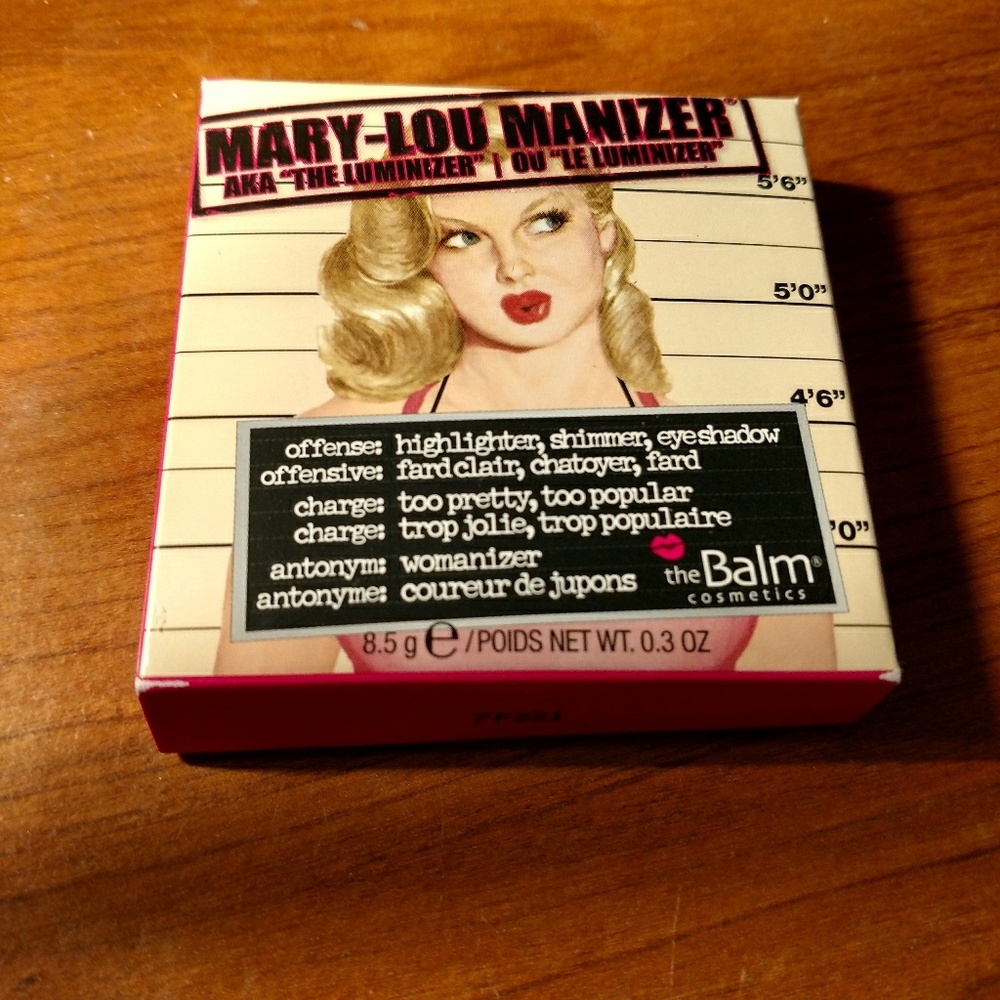 MARY-LOU MANIZER®
AKA "THE LUMINIZER" | OU "LE LUMINIZER"
5'6"
5'0"
4'6"
'0"
offense: highlighter, shimmer, eyeshadow
offensive: fard clair, chatoyer, fard
charge: too pretty, too popular
charge: trop jolie, trop populaire
antonym: womanizer
antonyme: coureur de jupons
theBalm®
cosmetics
8.5 g e / POIDS NET WT. 0.3 OZ